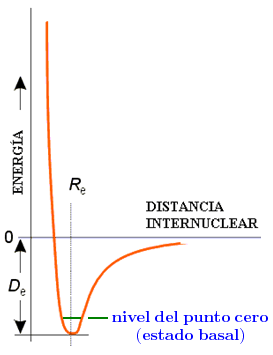 ENERGÍA
Re
DISTANCIA
INTERNUCLEAR
0
De
nivel del punto cero
(estado basal)